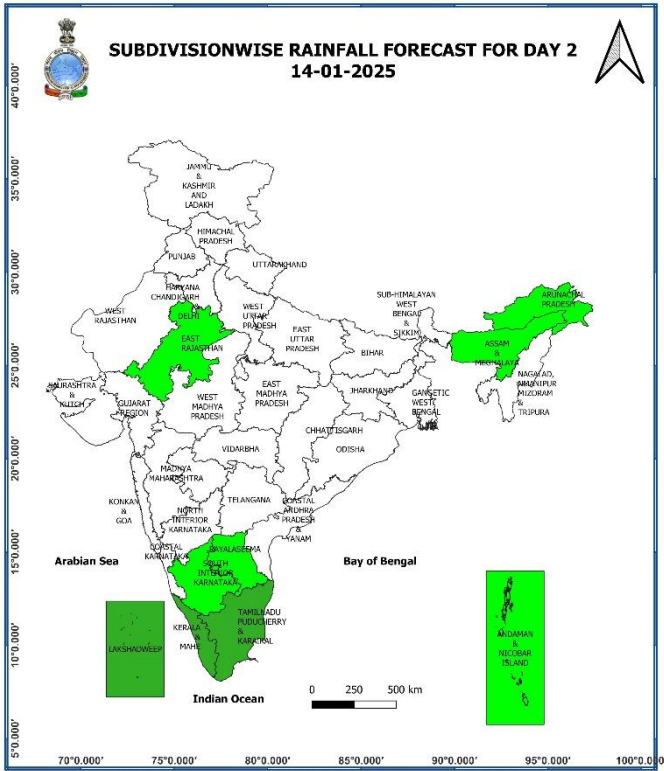 SUBDIVISIONWISE RAINFALL FORECAST FOR DAY 2
14-01-2025
40°0.000'
35°0.000'
30°0.000'
25°0.000'
20°0.000'
15°0.000'
10°0.000'
5°0.000'
JAMMU
&
KASHMIR
AND
LADAKH
HIMACHAL
PRADESH
PUNJAB
UTTARAKHAND
HARYANA
CHANDIGARH
&
DELHI
WEST
RAJASTHAN
EAST
RAJASTHAN
WEST
UTTAR
PRADESH
EAST
UTTAR
PRADESH
SUB-HIMALAYAN
WEST
BENGAL
&
SIKKIM
ARUNACHAL
PRADESH
ASSAM
&
MEGHALAYA
NAGALAD,
MANIPUR
MIZORAM
&
TRIPURA
BIHAR
SAURASHTRA
&
KUTCH
GUJARAT
REGION
WEST
MADHYA
PRADESH
EAST
MADHYA
PRADESH
JHARKHAND
GANGETIC
WEST
BENGAL
CHHATTISGARH
ODISHA
VIDARBHA
MADHYA
MAHARASHTRA
KONKAN
&
GOA
NORTH
INTERIOR
KARNATAKA
TELANGANA
COASTAL
ANDHRA
PRADESH
&
YANAM
COASTAL
KARNATAKA
RAYALASEEMA
SOUTH
INTERIOR
KARNATAKA
Arabian Sea
Bay of Bengal
LAKSHADWEEP
KERALA
&
MAHE
TAMILLADU
PUDUCHERRY
&
KARAIKAL
ANDAMAN
&
NICOBAR
ISLAND
Indian Ocean
0 250 500 km
70°0.000' 75°0.000' 80°0.000' 85°0.000' 90°0.000' 95°0.000' 100°0.000'